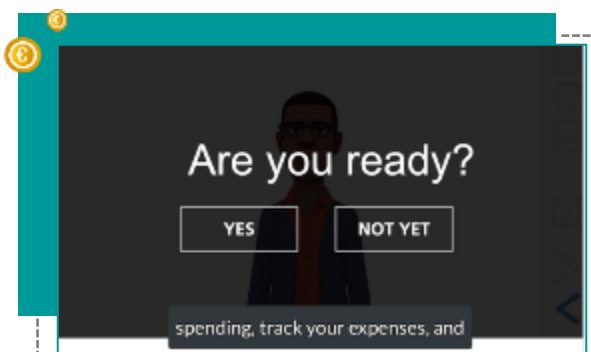 Are you ready?
YES NOT YET
spending, track your expenses, and